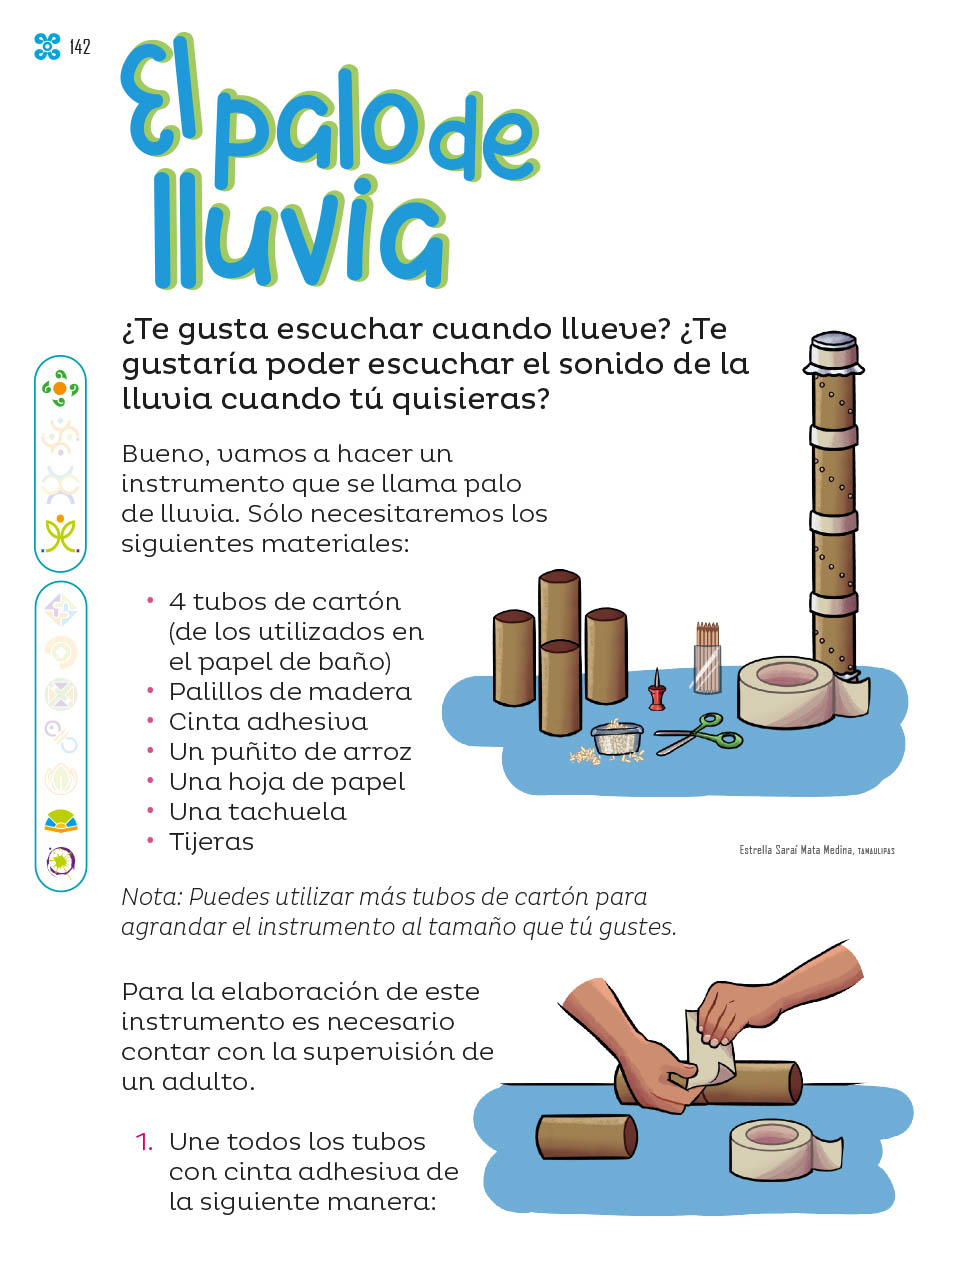 142
El palo de
lluvia
¿Te gusta escuchar cuando llueve? ¿Te
gustaría poder escuchar el sonido de la
lluvia cuando tú quisieras?
Bueno, vamos a hacer un
instrumento que se llama palo
de lluvia. Sólo necesitaremos los
siguientes materiales:
• 4 tubos de cartón
(de los utilizados en
el papel de baño)
• Palillos de madera
• Cinta adhesiva
• Un puñito de arroz
• Una hoja de papel
• Una tachuela
• Tijeras
Estrella Saraí Mata Medina, TAMAULIPAS
Nota: Puedes utilizar más tubos de cartón para
agrandar el instrumento al tamaño que tú gustes.
Para la elaboración de este
instrumento es necesario
contar con la supervisión de
un adulto.
1. Une todos los tubos
con cinta adhesiva de
la siguiente manera: